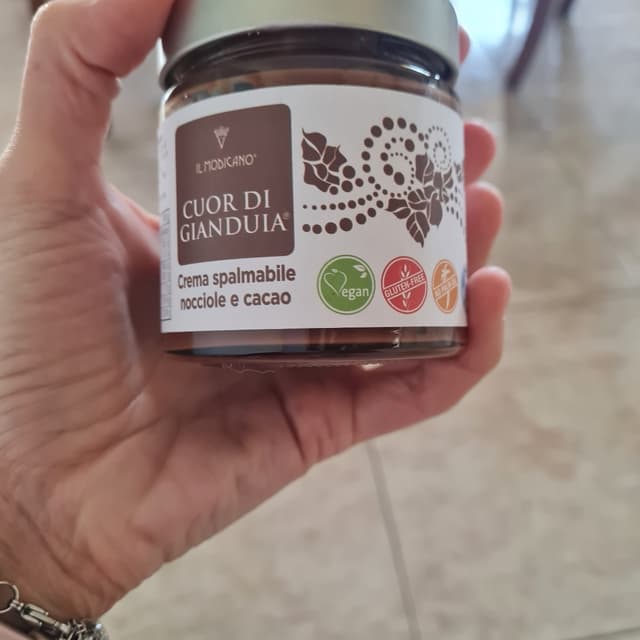 IL MODICANO®
CUOR DI
GIANDUIA®
Crema spalmabile
nocciole e cacao
Vegan
GLUTEN-FREE